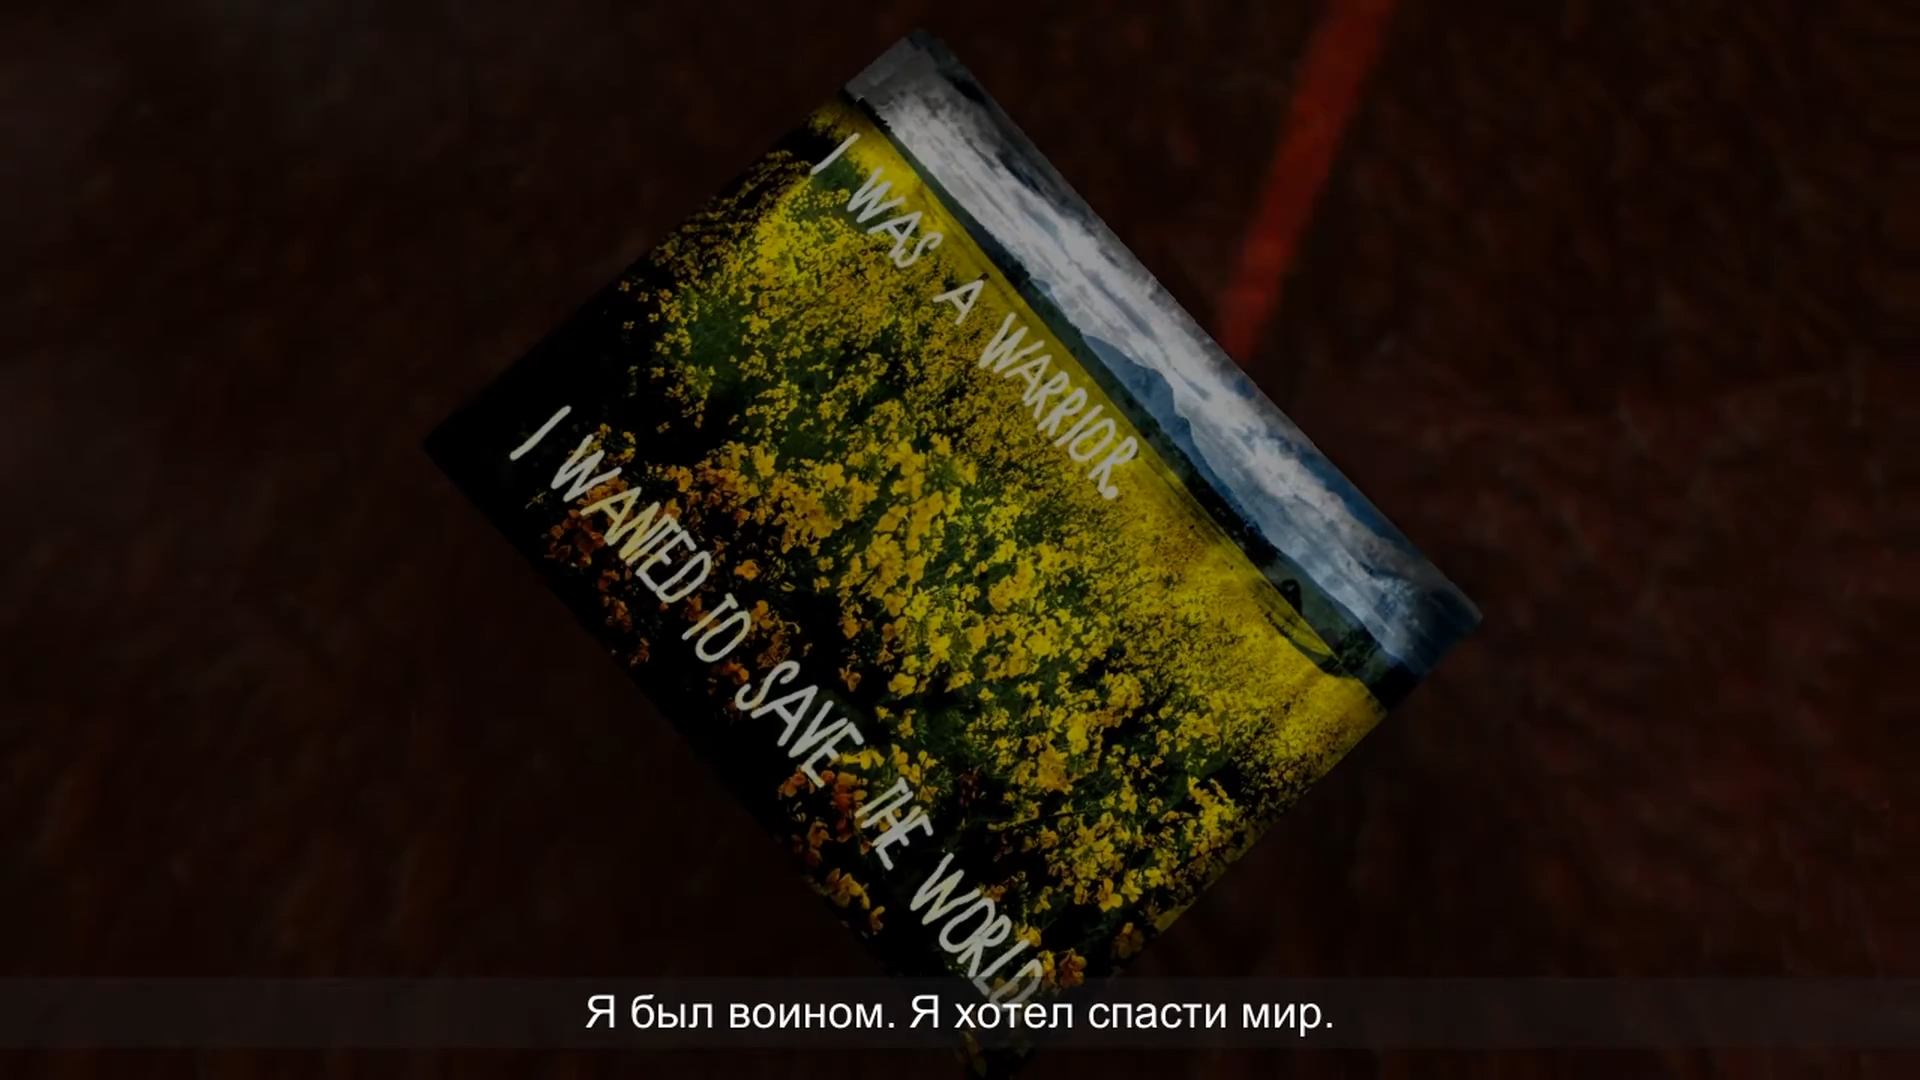 I WAS A WARRIOR.
I WANTED TO SAVE THE WORLD
Я был воином. Я хотел спасти мир.